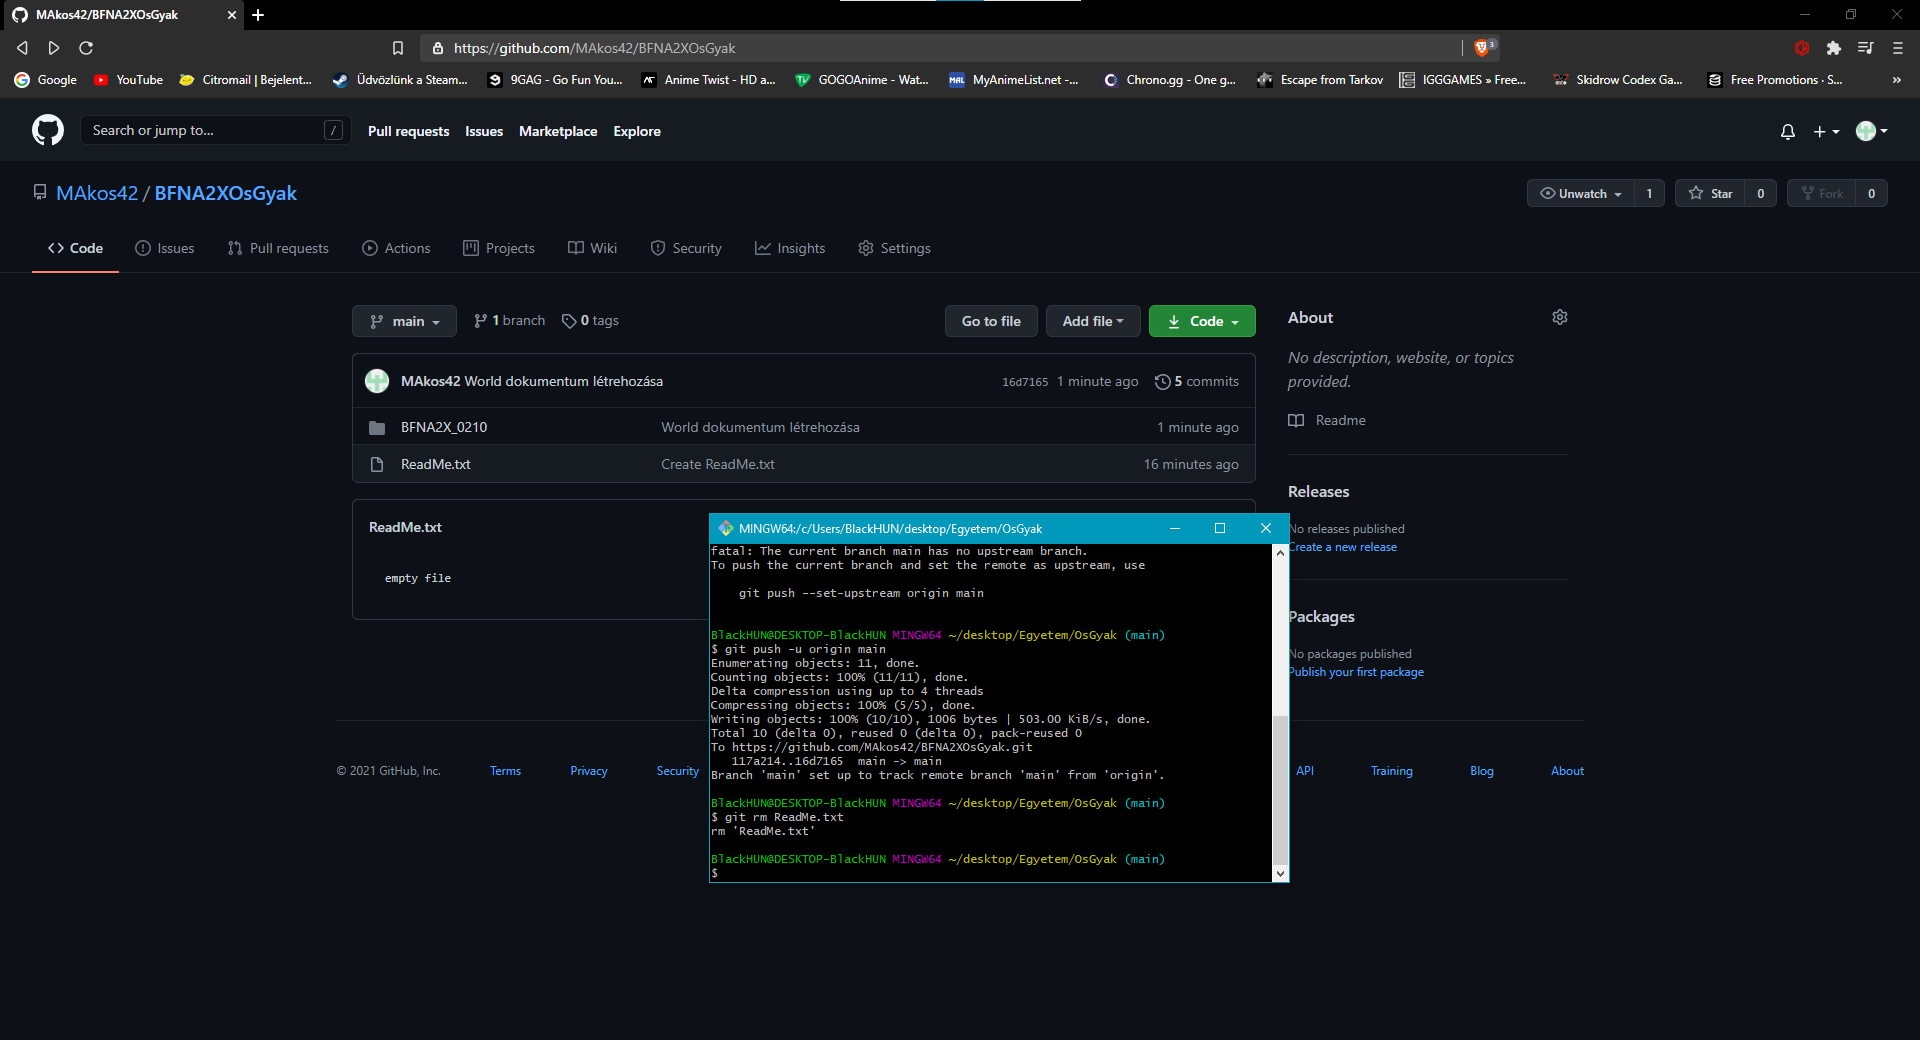 MAkos42/BFNA2XOsGyak
https://github.com/MAkos42/BFNA2XOsGyak
3
Google
YouTube
Citromail | Bejelent...
Üdvözlünk a Steam...
9GAG - Go Fun You...
Anime Twist - HD a...
GOGOAnime - Wat...
MAL
MyAnimeList.net -...
Chrono.gg - One g...
Escape from Tarkov
IGGGAMES » Free...
Skidrow Codex Ga...
Free Promotions · S...
»
Search or jump to...
/
Pull requests
Issues
Marketplace
Explore
MAkos42 / BFNA2XOsGyak
Unwatch 1
Star 0
Fork 0
Code
Issues
Pull requests
Actions
Projects
Wiki
Security
Insights
Settings
main
1 branch
0 tags
Go to file
Add file
Code
MAkos42 World dokumentum létrehozása
16d7165 1 minute ago
5 commits
BFNA2X_0210
World dokumentum létrehozása
1 minute ago
ReadMe.txt
Create ReadMe.txt
16 minutes ago
ReadMe.txt
empty file
About
No description, website, or topics
provided.
Readme
Releases
No releases published
Create a new release
Packages
No packages published
Publish your first package
MINGW64:/c/Users/BlackHUN/desktop/Egyetem/OsGyak
fatal: The current branch main has no upstream branch.
To push the current branch and set the remote as upstream, use
git push --set-upstream origin main
BlackHUN@DESKTOP-BlackHUN MINGW64 ~/desktop/Egyetem/OsGyak (main)
$ git push -u origin main
Enumerating objects: 11, done.
Counting objects: 100% (11/11), done.
Delta compression using up to 4 threads
Compressing objects: 100% (5/5), done.
Writing objects: 100% (10/10), 1006 bytes | 503.00 KiB/s, done.
Total 10 (delta 0), reused 0 (delta 0), pack-reused 0
To https://github.com/MAkos42/BFNA2XOsGyak.git
117a214..16d7165  main -> main
Branch 'main' set up to track remote branch 'main' from 'origin'.
BlackHUN@DESKTOP-BlackHUN MINGW64 ~/desktop/Egyetem/OsGyak (main)
$ git rm ReadMe.txt
rm 'ReadMe.txt'
BlackHUN@DESKTOP-BlackHUN MINGW64 ~/desktop/Egyetem/OsGyak (main)
$
© 2021 GitHub, Inc.
Terms
Privacy
Security
API
Training
Blog
About